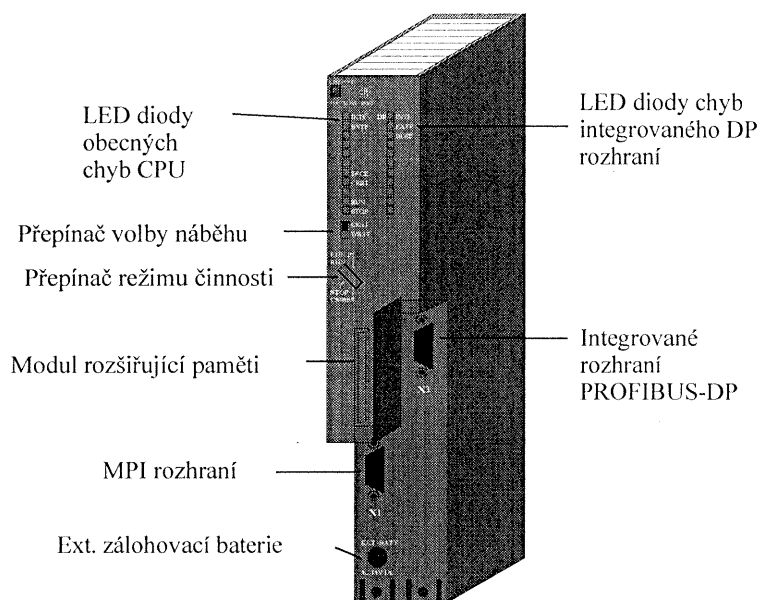 LED diody
obecných
chyb CPU
Přepínač volby náběhu
Přepínač režimu činnosti
Modul rozšiřující paměti
MPI rozhraní
Ext. zálohovací baterie
LED diody chyb
integrovaného DP
rozhraní
Integrované
rozhraní
PROFIBUS-DP
X1